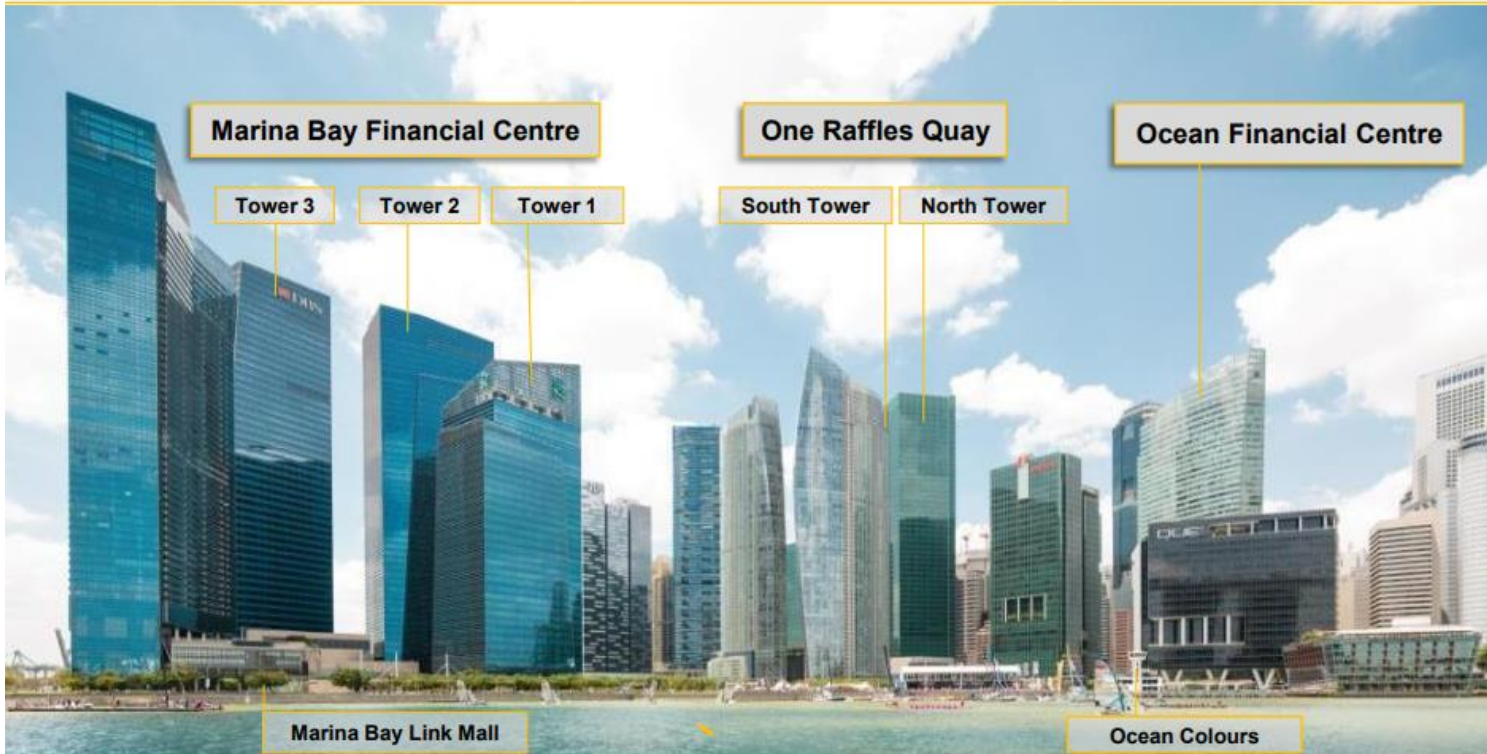 Marina Bay Financial Centre
One Raffles Quay
Ocean Financial Centre
Tower 3
Tower 2
Tower 1
South Tower
North Tower
DBS
OUE
Marina Bay Link Mall
Ocean Colours